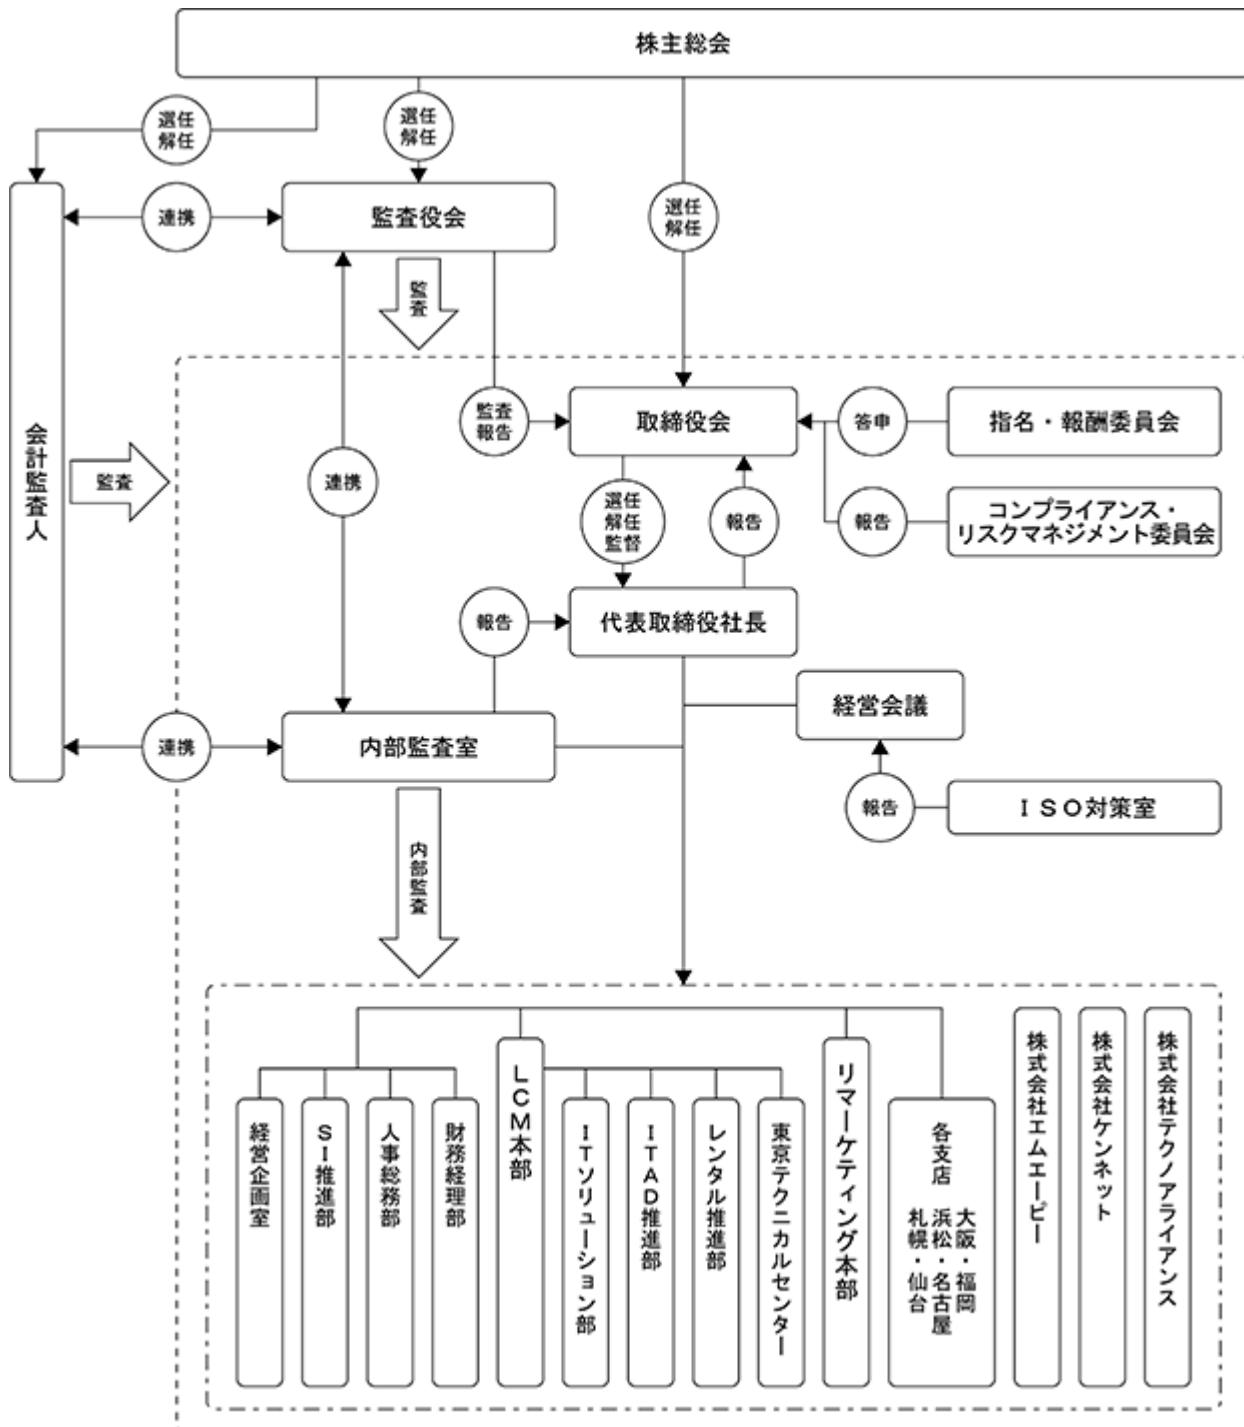 株主総会
選任
解任
選任
解任
選任
解任
連携
監査役会
監査
会計監査人
監査
監査
報告
取締役会
答申
指名・報酬委員会
連携
選任
解任
監督
報告
報告
コンプライアンス・
リスクマネジメント委員会
報告
代表取締役社長
経営会議
連携
内部監査室
報告
ＩＳＯ対策室
内部監査
経営企画室
ＳＩ推進部
人事総務部
財務経理部
ＬＣＭ本部
ＩＴソリューション部
ＩＴＡＤ推進部
レンタル推進部
東京テクニカルセンター
リマーケティング本部
各支店
札幌・仙台
浜松・名古屋
大阪・福岡
株式会社エムエーピー
株式会社ケンネット
株式会社テクノアライアンス